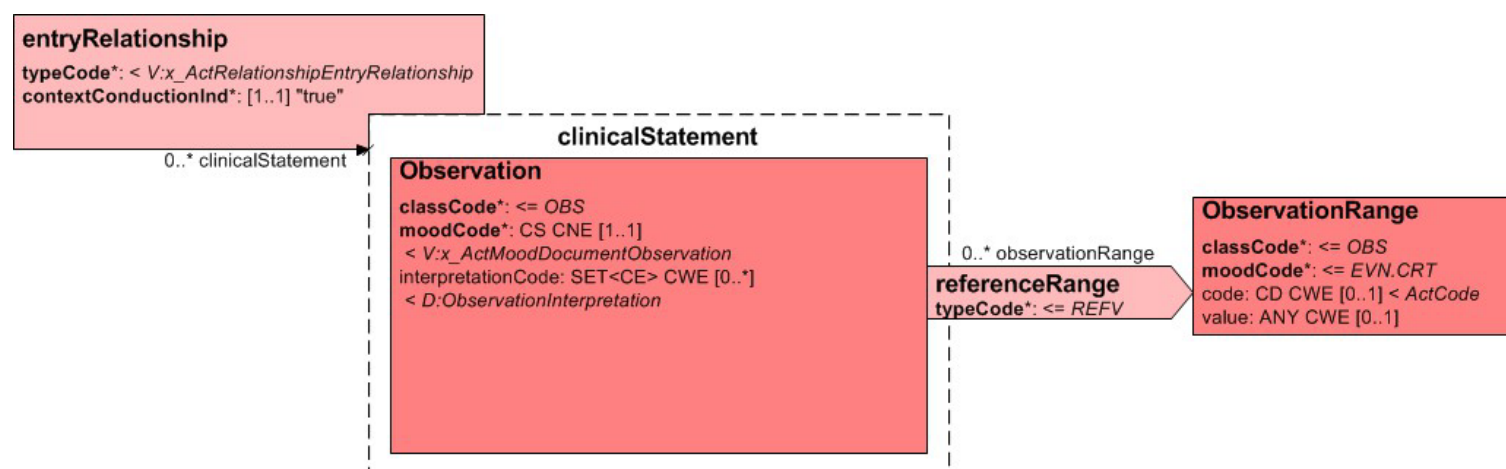 entryRelationship
typeCode*: < V:x_ActRelationshipEntryRelationship
contextConductionInd*: [1..1] "true"
0..* clinicalStatement
clinicalStatement
Observation
classCode*: <= OBS
moodCode*: CS CNE [1..1]
< V:x_ActMoodDocumentObservation
interpretationCode: SET<CE> CWE [0..*]
< D:ObservationInterpretation
0..* observationRange
referenceRange
typeCode*: <= REFV
ObservationRange
classCode*: <= OBS
moodCode*: <= EVN.CRT
code: CD CWE [0..1] < ActCode
value: ANY CWE [0..1]